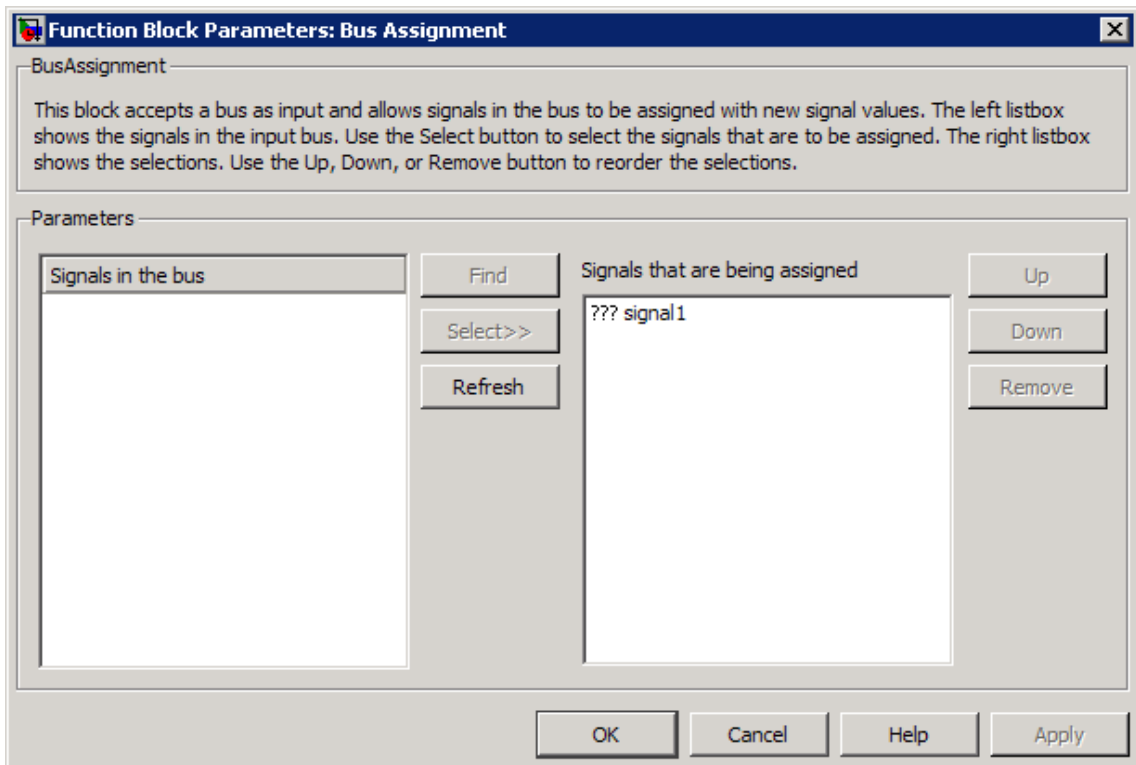 Function Block Parameters: Bus Assignment
BusAssignment
This block accepts a bus as input and allows signals in the bus to be assigned with new signal values. The left listbox
shows the signals in the input bus. Use the Select button to select the signals that are to be assigned. The right listbox
shows the selections. Use the Up, Down, or Remove button to reorder the selections.
Parameters
Signals in the bus
Find
Select>>
Refresh
Signals that are being assigned
??? signal1
Up
Down
Remove
OK Cancel Help Apply